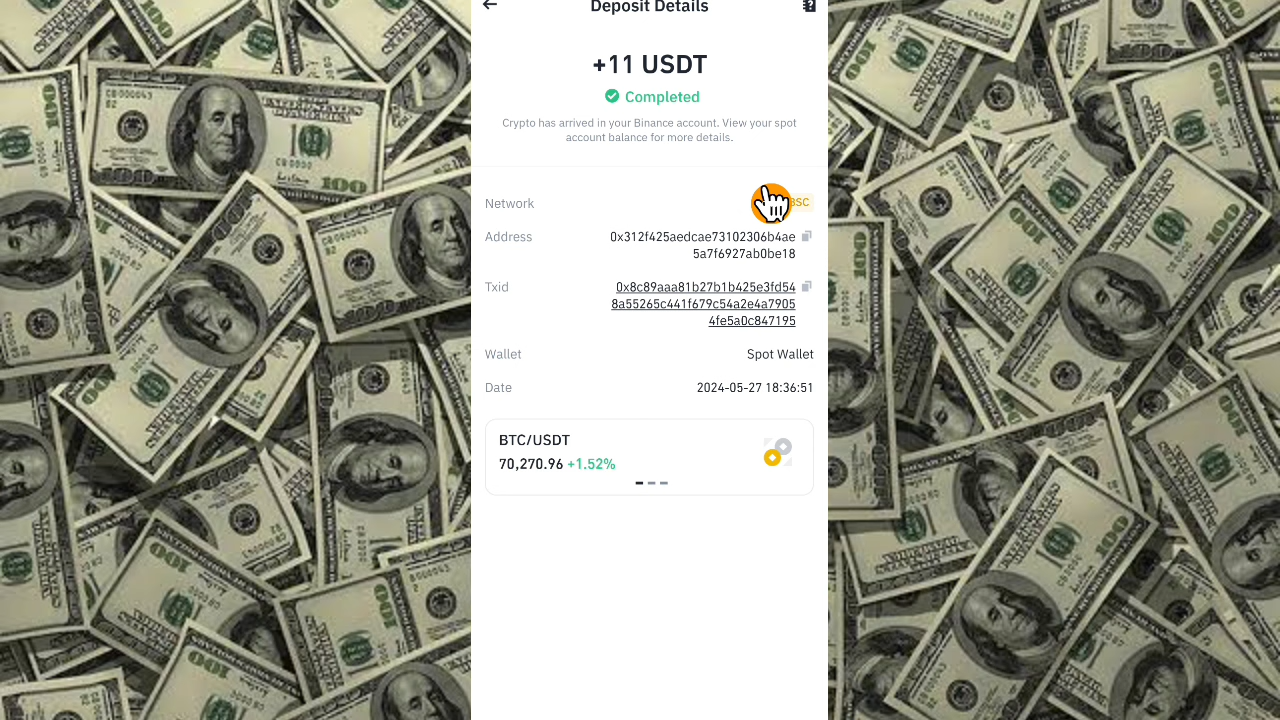 Deposit Details
+11 USDT
Completed
Crypto has arrived in your Binance account. View your spot
account balance for more details.
Network
BSC
Address
0x312f425aedcae73102306b4ae
5a7f6927ab0be18
Txid
0x8c89aaa81b27b1b425e3fd54
8a55265c441f679c54a2e4a7905
4fe5a0c847195
Wallet
Spot Wallet
Date
2024-05-27 18:36:51
BTC/USDT
70,270.96 +1.52%